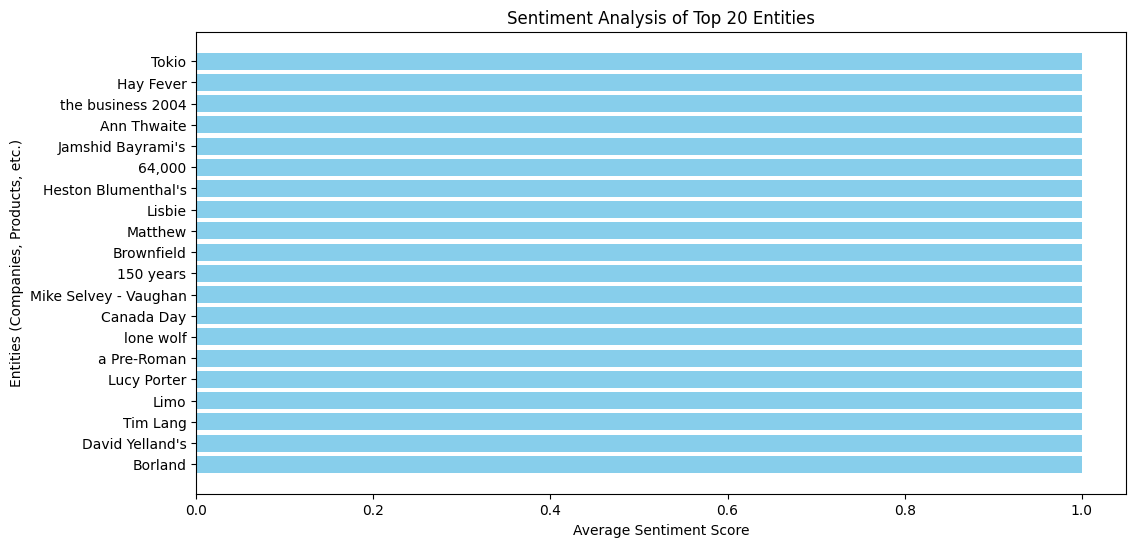 Sentiment Analysis of Top 20 Entities
Entities (Companies, Products, etc.)
Tokio
Hay Fever
the business 2004
Ann Thwaite
Jamshid Bayrami's
64,000
Heston Blumenthal's
Lisbie
Matthew
Brownfield
150 years
Mike Selvey - Vaughan
Canada Day
lone wolf
a Pre-Roman
Lucy Porter
Limo
Tim Lang
David Yelland's
Borland
0.0 0.2 0.4 0.6 0.8 1.0
Average Sentiment Score